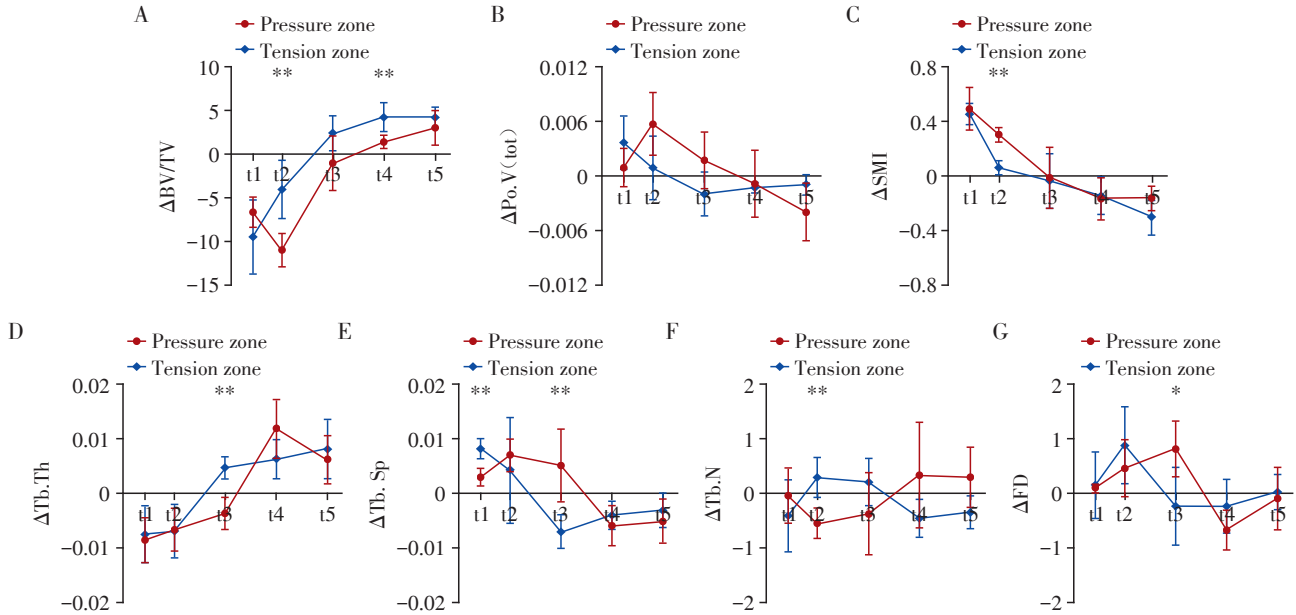 A
Pressure zone
Tension zone
ΔBV/TV
10
5
0
−5
−10
−15
**
**
t1
t2
t3
t4
t5
B
Pressure zone
Tension zone
ΔPo.V(tot)
0.012
0.006
0
−0.006
−0.012
t1
t2
t3
t4
t5
C
Pressure zone
Tension zone
ΔSMI
0.8
0.4
0
−0.4
−0.8
**
t1
t2
t3
t4
t5
D
Pressure zone
Tension zone
ΔTb.Th
0.02
0.01
0
−0.01
−0.02
**
t1
t2
t3
t4
t5
E
Pressure zone
Tension zone
ΔTb. Sp
0.02
0.01
0
−0.01
−0.02
**
**
t1
t2
t3
t4
t5
F
Pressure zone
Tension zone
ΔTb.N
2
1
0
−1
−2
**
t1
t2
t3
t4
t5
G
Pressure zone
Tension zone
ΔFD
2
1
0
−1
−2
*
t1
t2
t3
t4
t5